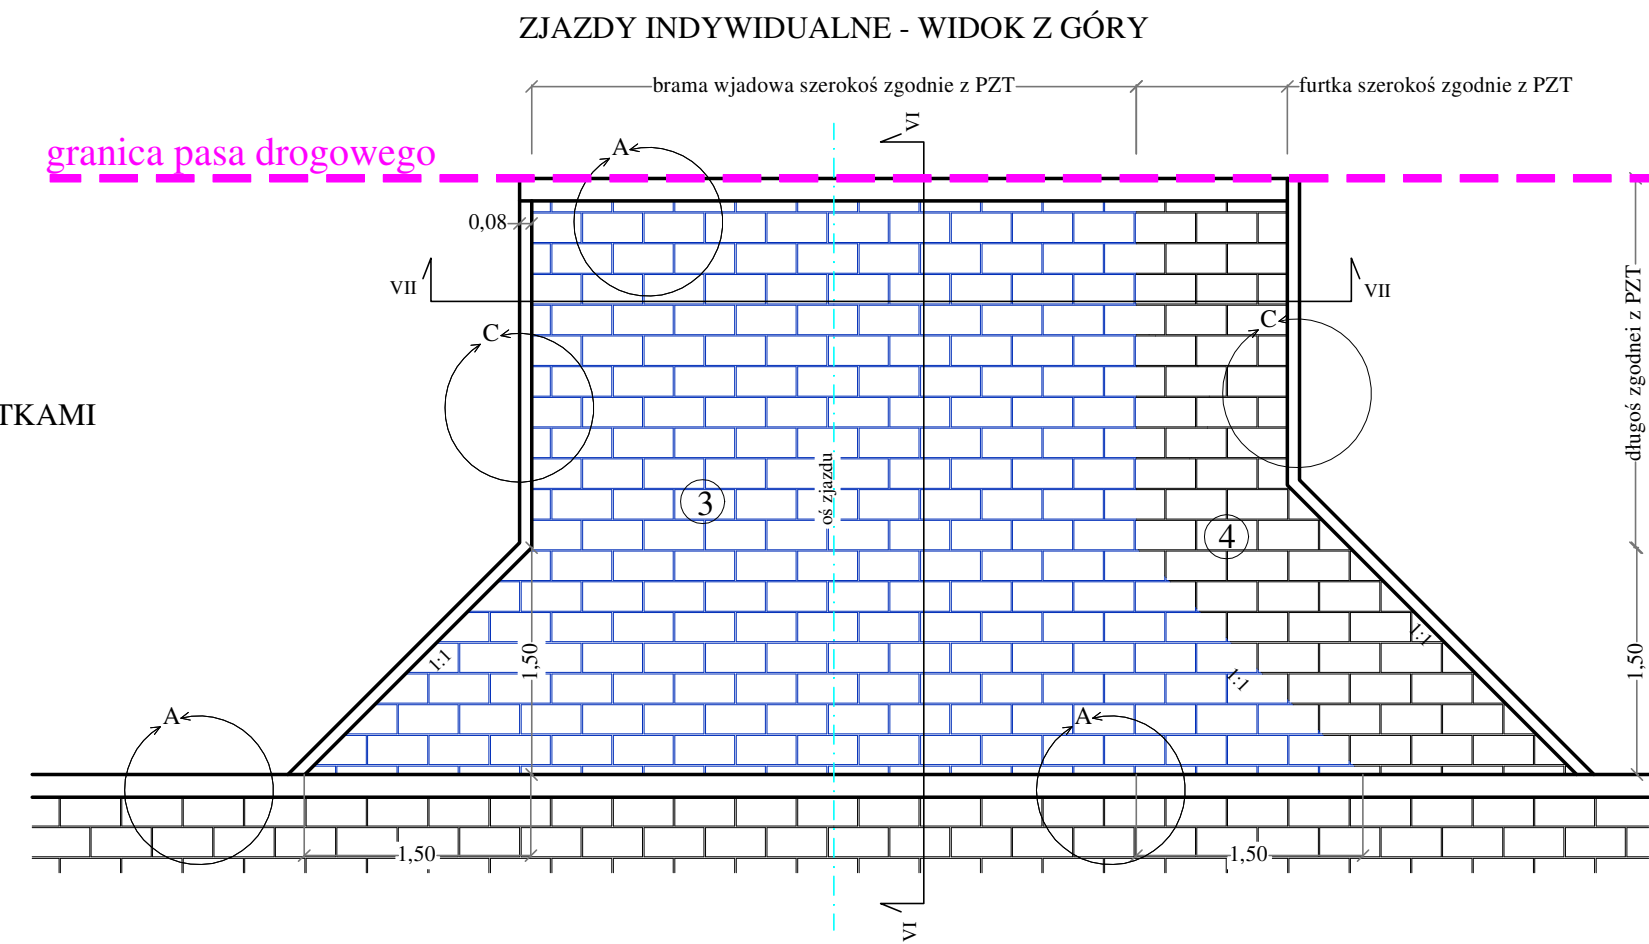 ZJAZDY INDYWIDUALNE - WIDOK Z GÓRY
brama wjadowa szerokoś zgodnie z PZT
furtka szerokoś zgodnie z PZT
VI
granica pasa drogowego
A
0,08
VII
VII
C
C
długoś zgodnei z PZT
TKAMI
oś zjazdu
3
4
1:1
1,50
1:1
1:1
1,50
A
A
1,50
1,50
VI